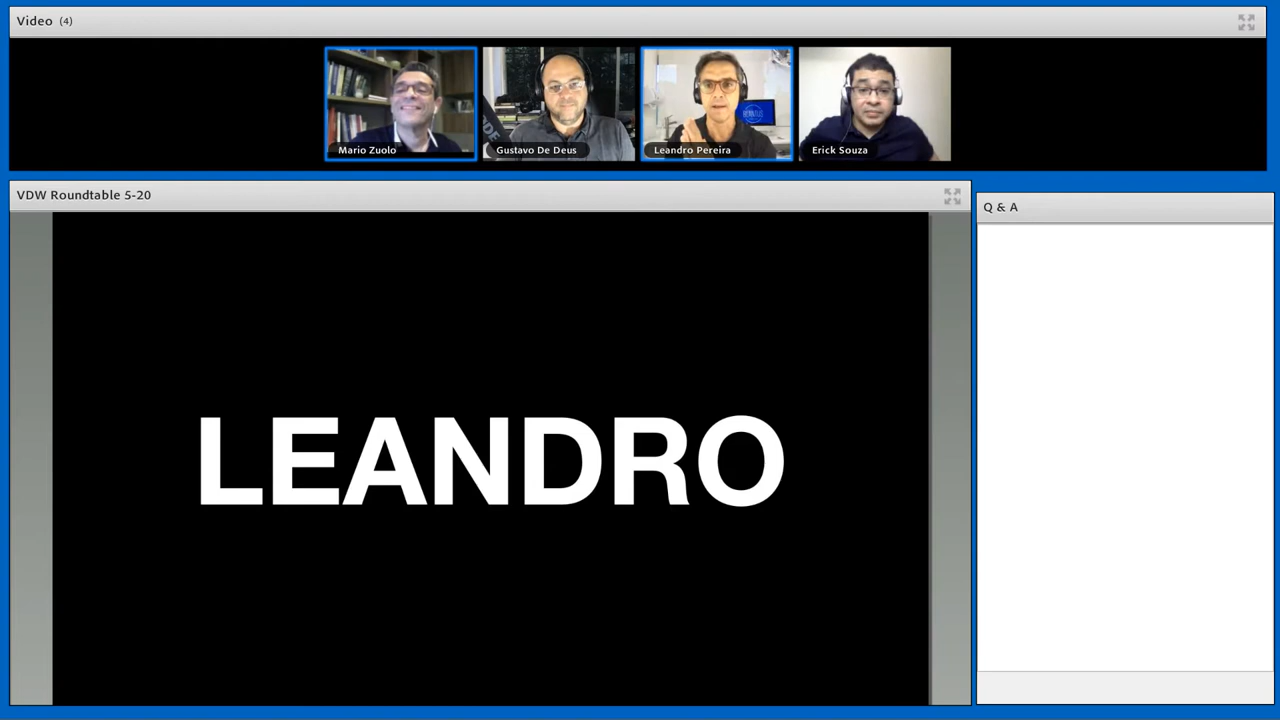 Video (4)
Mario Zuolo
Gustavo De Deus
Leandro Pereira
Erick Souza
VDW Roundtable 5-20
Q & A
LEANDRO